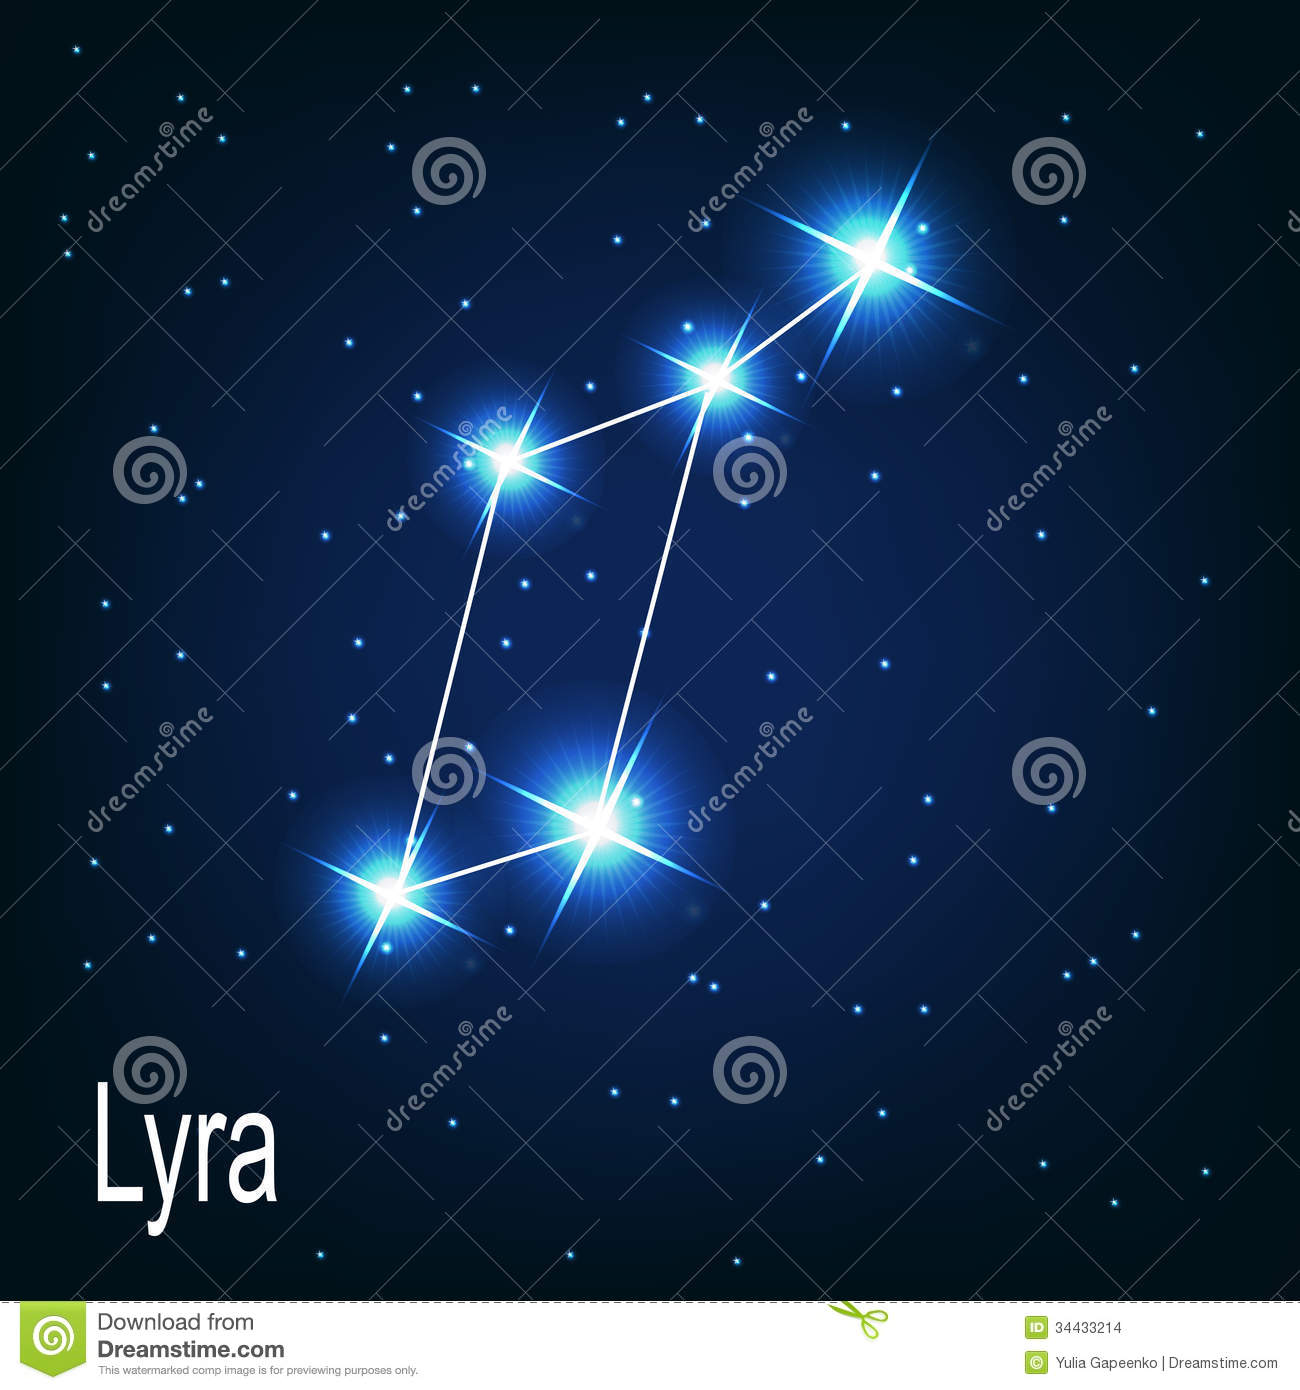 dreamstime
dreamstime
dreamstime
dreamstime
dreamstime
dreamstime
dreamstime
dreamstime
Lyra
Download from
Dreamstime.com
This watermarked comp image is for previewing purposes only.
ID 34433214
© Yulia Gapeenko | Dreamstime.com